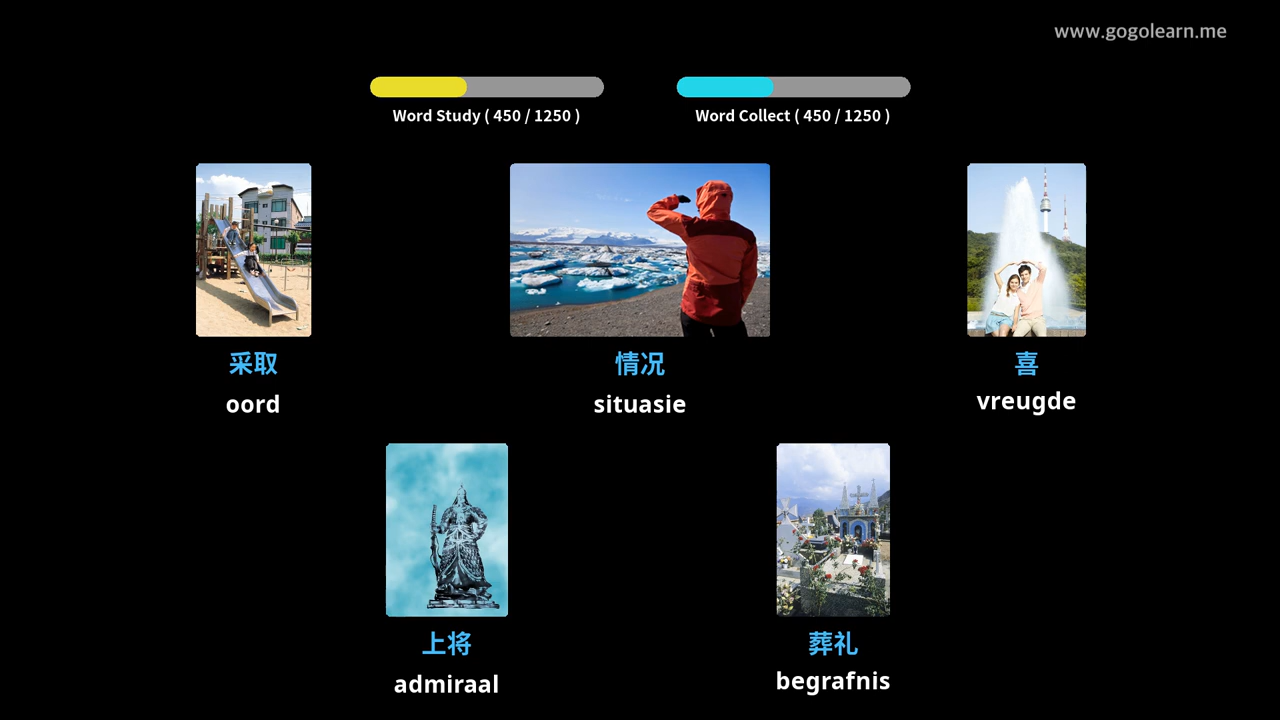 www.gogolearn.me
Word Study ( 450 / 1250 )
Word Collect ( 450 / 1250 )
采取
oord
情况
situasie
喜
vreugde
上将
admiraal
葬礼
begrafnis